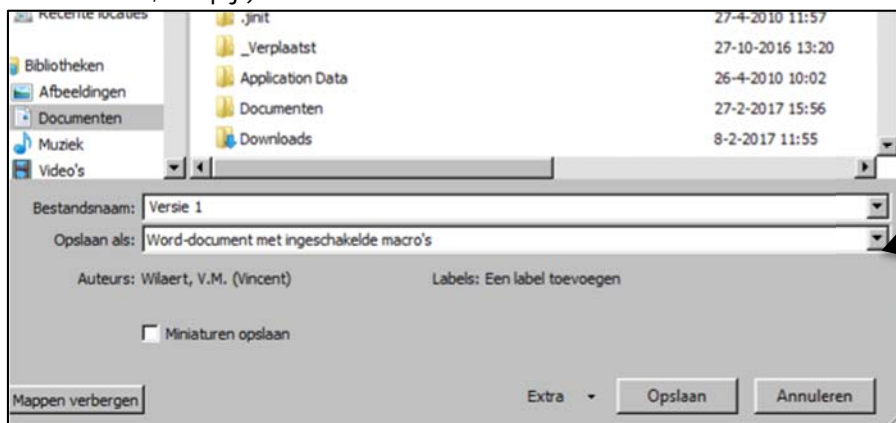 Recente locaties
Bibliotheken
Afbeeldingen
Documenten
Muziek
Video's
.jinit 27-4-2010 11:57
_Verplaatst 27-10-2016 13:20
Application Data 26-4-2010 10:02
Documenten 27-2-2017 15:56
Downloads 8-2-2017 11:55
Bestandsnaam: Versie 1
Opslaan als: Word-document met ingeschakelde macro's
Auteurs: Wilaert, V.M. (Vincent) Labels: Een label toevoegen
Miniaturen opslaan
Mappen verbergen Extra Opslaan Annuleren